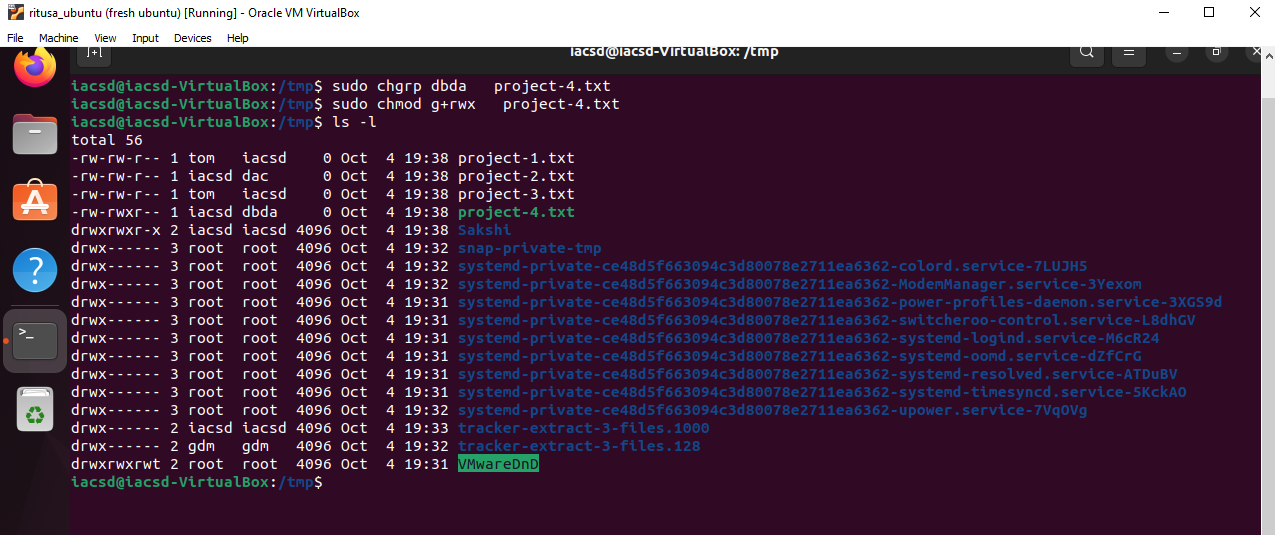 ritusa_ubuntu (fresh ubuntu) [Running] - Oracle VM VirtualBox
File Machine View Input Devices Help
iacsd@iacsd-VirtualBox: /tmp
iacsd@iacsd-VirtualBox:/tmp$ sudo chgrp dbda   project-4.txt
iacsd@iacsd-VirtualBox:/tmp$ sudo chmod g+rwx   project-4.txt
iacsd@iacsd-VirtualBox:/tmp$ ls -l
total 56
-rw-rw-r-- 1 tom   iacsd    0 Oct  4 19:38 project-1.txt
-rw-rw-r-- 1 iacsd dac      0 Oct  4 19:38 project-2.txt
-rw-rw-r-- 1 tom   iacsd    0 Oct  4 19:38 project-3.txt
-rw-rwxr-- 1 iacsd dbda     0 Oct  4 19:38 project-4.txt
drwxrwxr-x 2 iacsd iacsd 4096 Oct  4 19:38 Sakshi
drwx------ 3 root  root  4096 Oct  4 19:32 snap-private-tmp
drwx------ 3 root  root  4096 Oct  4 19:32 systemd-private-ce48d5f663094c3d80078e2711ea6362-colord.service-7LUJH5
drwx------ 3 root  root  4096 Oct  4 19:32 systemd-private-ce48d5f663094c3d80078e2711ea6362-ModemManager.service-3Yexom
drwx------ 3 root  root  4096 Oct  4 19:31 systemd-private-ce48d5f663094c3d80078e2711ea6362-power-profiles-daemon.service-3XGS9d
drwx------ 3 root  root  4096 Oct  4 19:31 systemd-private-ce48d5f663094c3d80078e2711ea6362-switcheroo-control.service-L8dhGV
drwx------ 3 root  root  4096 Oct  4 19:31 systemd-private-ce48d5f663094c3d80078e2711ea6362-systemd-logind.service-M6cR24
drwx------ 3 root  root  4096 Oct  4 19:31 systemd-private-ce48d5f663094c3d80078e2711ea6362-systemd-oomd.service-dZfCrG
drwx------ 3 root  root  4096 Oct  4 19:31 systemd-private-ce48d5f663094c3d80078e2711ea6362-systemd-resolved.service-ATDuBV
drwx------ 3 root  root  4096 Oct  4 19:31 systemd-private-ce48d5f663094c3d80078e2711ea6362-systemd-timesyncd.service-5KckAO
drwx------ 3 root  root  4096 Oct  4 19:32 systemd-private-ce48d5f663094c3d80078e2711ea6362-upower.service-7VqOVg
drwx------ 2 iacsd iacsd 4096 Oct  4 19:33 tracker-extract-3-files.1000
drwx------ 2 gdm   gdm   4096 Oct  4 19:32 tracker-extract-3-files.128
drwxrwxrwt 2 root  root  4096 Oct  4 19:31 VMwareDnD
iacsd@iacsd-VirtualBox:/tmp$